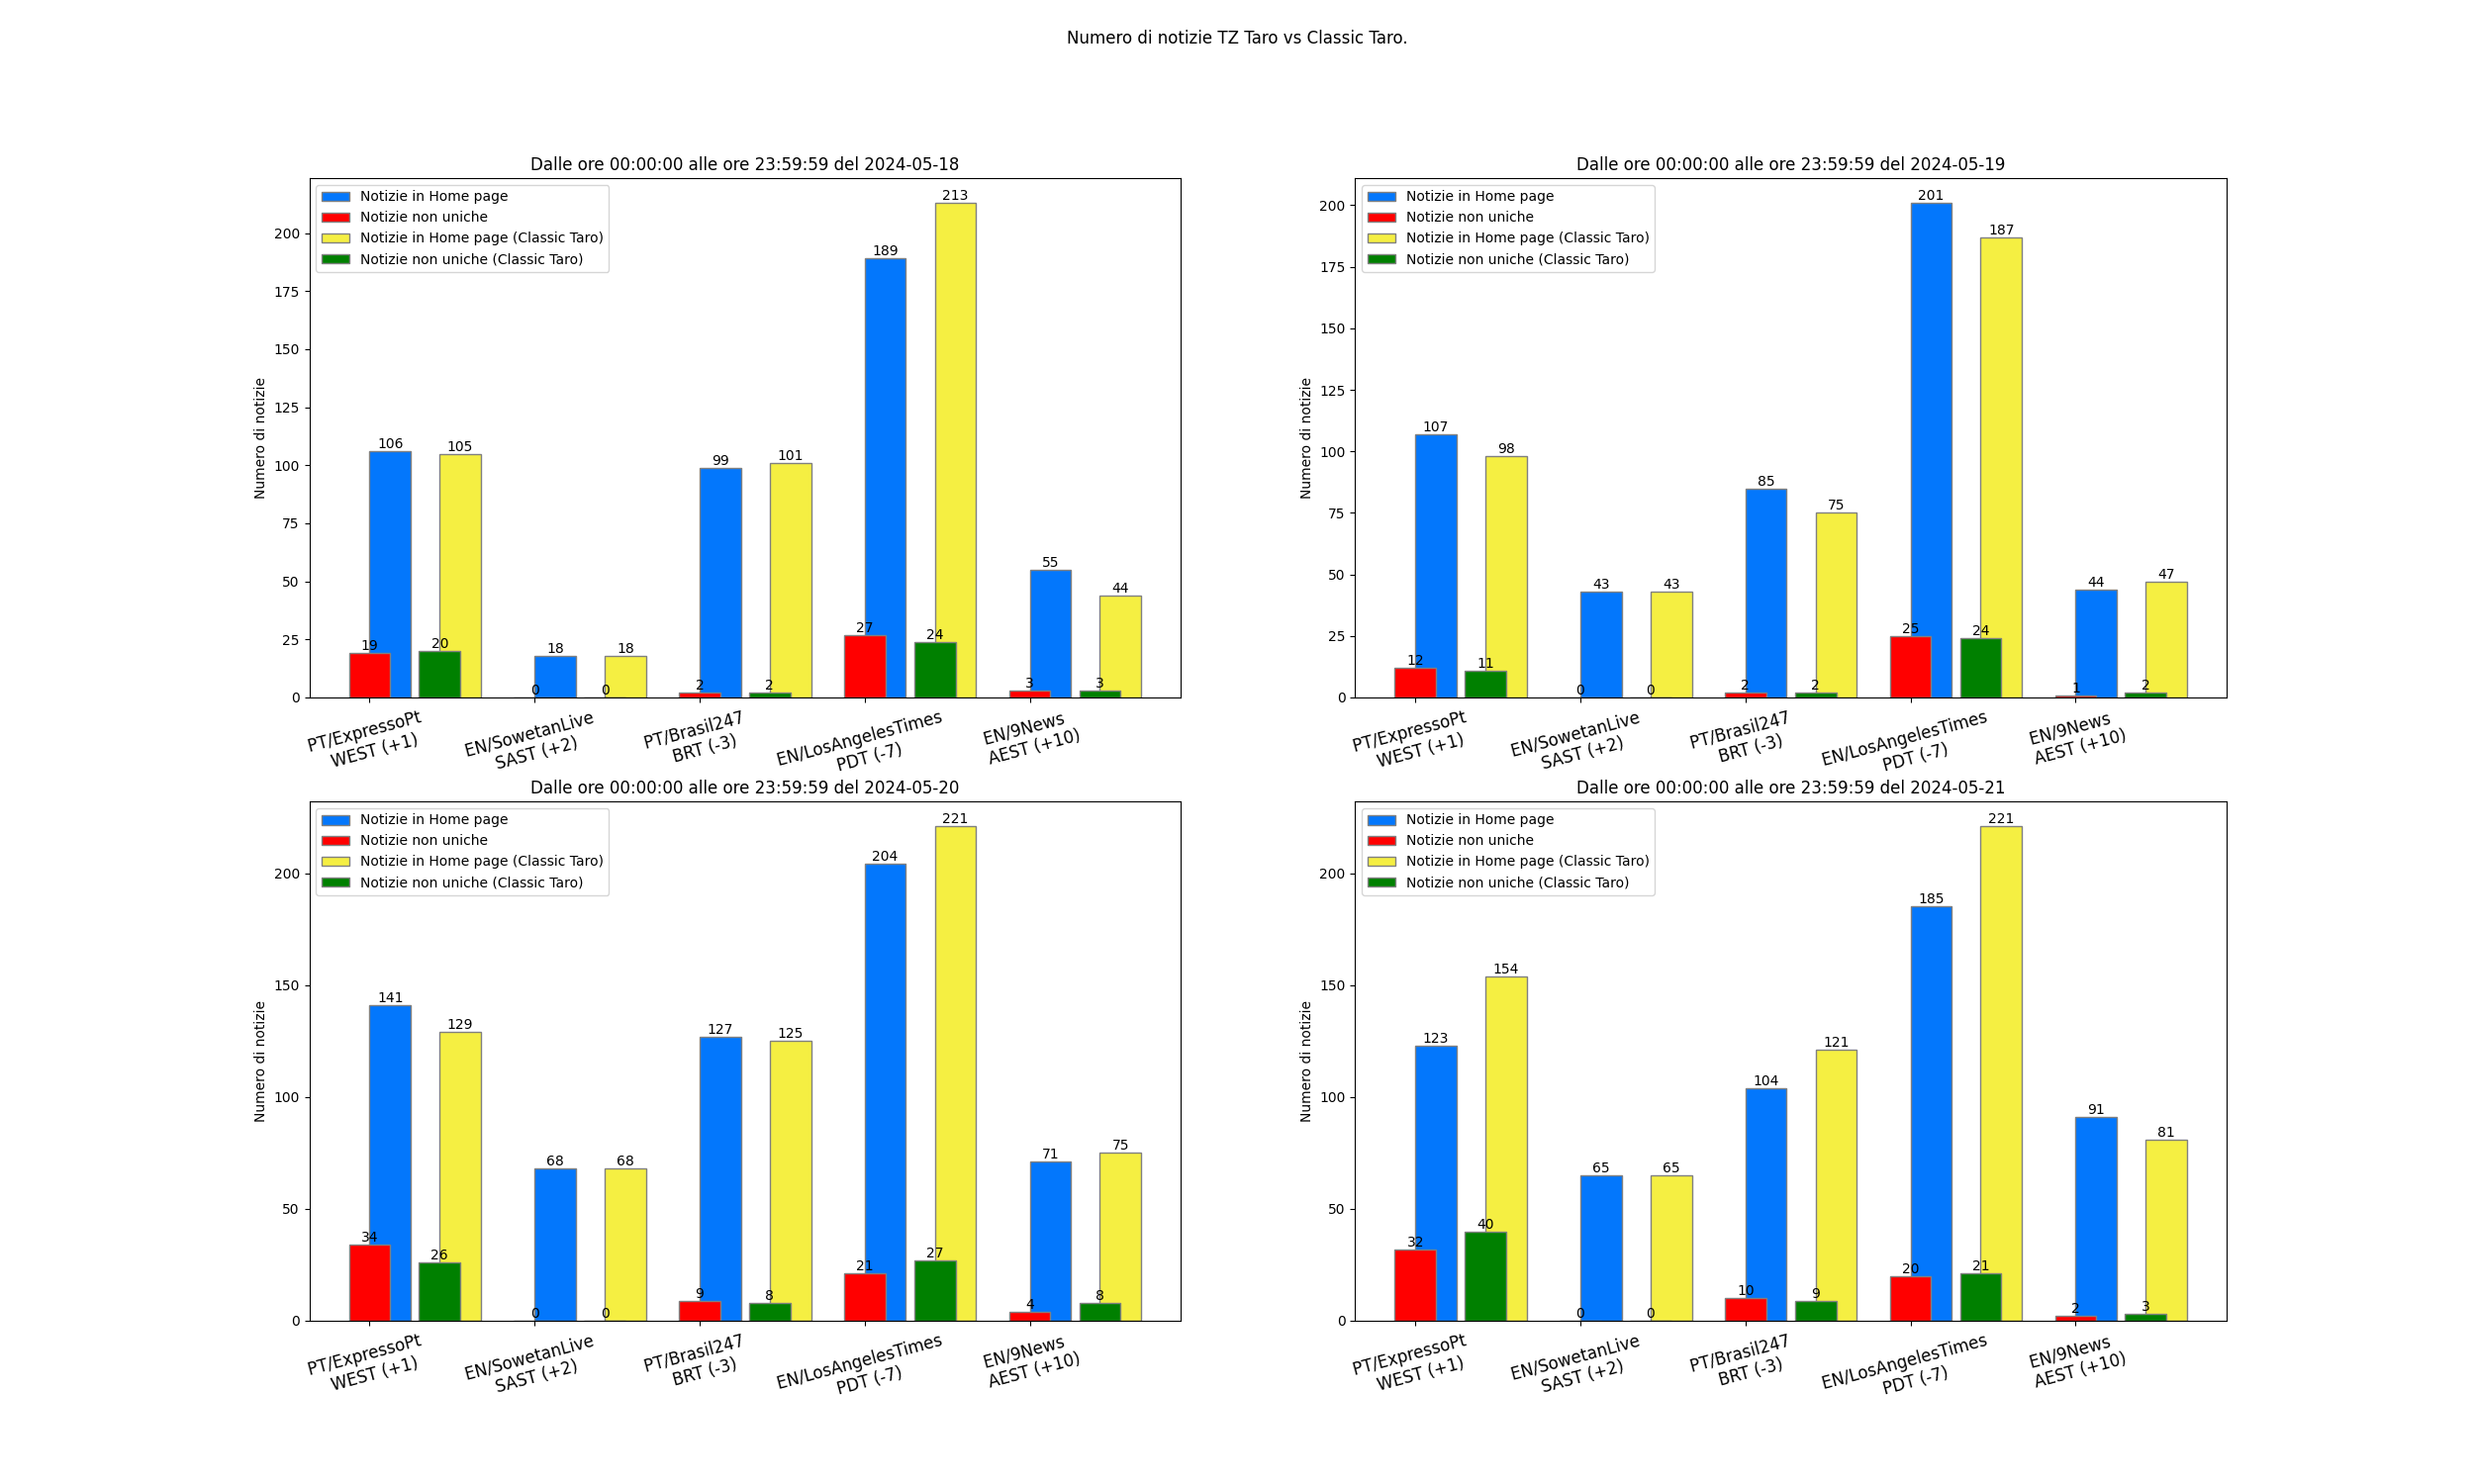 Numero di notizie TZ Taro vs Classic Taro.
Dalle ore 00:00:00 alle ore 23:59:59 del 2024-05-18
Notizie in Home page
Notizie non uniche
Notizie in Home page (Classic Taro)
Notizie non uniche (Classic Taro)
Numero di notizie
200
175
150
125
100
75
50
25
0
106
105
19
20
18
18
0
0
99
101
2
2
189
213
27
24
55
44
3
3
PT/ExpressoPt
WEST (+1)
EN/SowetanLive
SAST (+2)
PT/Brasil247
BRT (-3)
EN/LosAngelesTimes
PDT (-7)
EN/9News
AEST (+10)
Dalle ore 00:00:00 alle ore 23:59:59 del 2024-05-19
Notizie in Home page
Notizie non uniche
Notizie in Home page (Classic Taro)
Notizie non uniche (Classic Taro)
Numero di notizie
200
175
150
125
100
75
50
25
0
107
98
12
11
43
43
0
0
85
75
2
2
201
187
25
24
44
47
1
2
PT/ExpressoPt
WEST (+1)
EN/SowetanLive
SAST (+2)
PT/Brasil247
BRT (-3)
EN/LosAngelesTimes
PDT (-7)
EN/9News
AEST (+10)
Dalle ore 00:00:00 alle ore 23:59:59 del 2024-05-20
Notizie in Home page
Notizie non uniche
Notizie in Home page (Classic Taro)
Notizie non uniche (Classic Taro)
Numero di notizie
200
150
100
50
0
141
129
34
26
68
68
0
0
127
125
9
8
204
221
21
27
71
75
4
8
PT/ExpressoPt
WEST (+1)
EN/SowetanLive
SAST (+2)
PT/Brasil247
BRT (-3)
EN/LosAngelesTimes
PDT (-7)
EN/9News
AEST (+10)
Dalle ore 00:00:00 alle ore 23:59:59 del 2024-05-21
Notizie in Home page
Notizie non uniche
Notizie in Home page (Classic Taro)
Notizie non uniche (Classic Taro)
Numero di notizie
200
150
100
50
0
123
154
32
40
65
65
0
0
104
121
10
9
185
221
20
21
91
81
2
3
PT/ExpressoPt
WEST (+1)
EN/SowetanLive
SAST (+2)
PT/Brasil247
BRT (-3)
EN/LosAngelesTimes
PDT (-7)
EN/9News
AEST (+10)